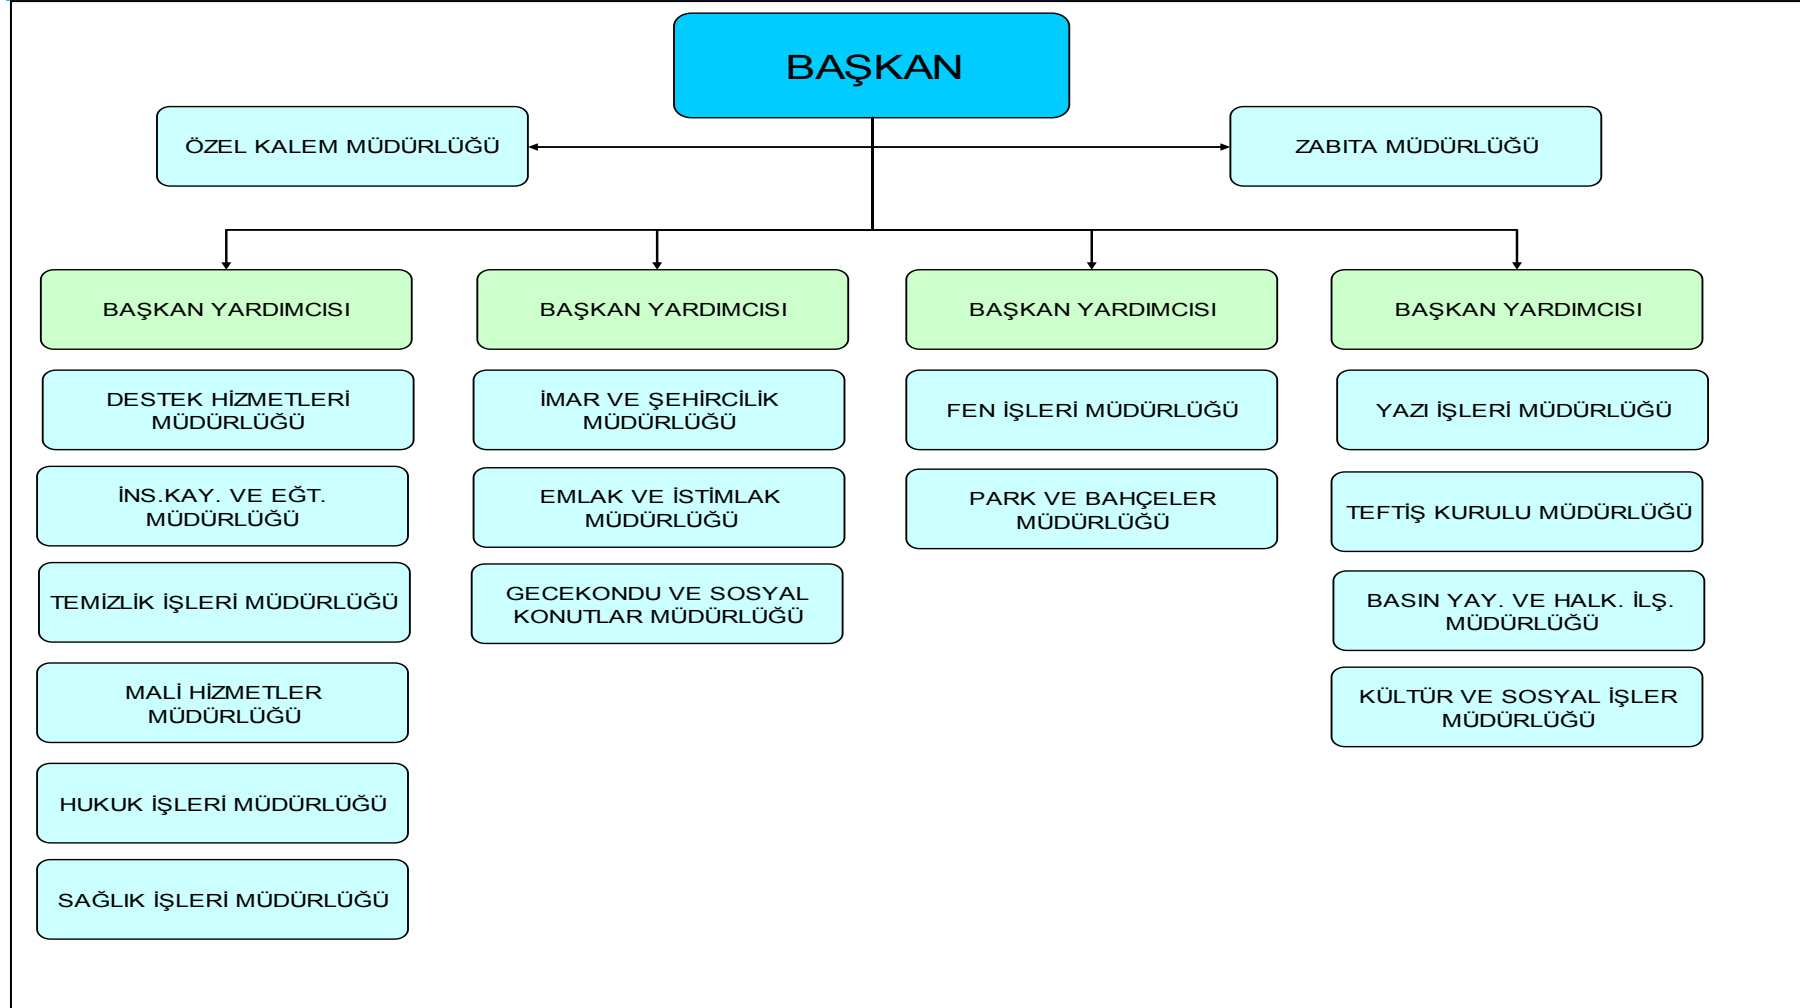 BAŞKAN
ÖZEL KALEM MÜDÜRLÜĞÜ
ZABITA MÜDÜRLÜĞÜ
BAŞKAN YARDIMCISI
DESTEK HİZMETLERİ
MÜDÜRLÜĞÜ
İNS.KAY. VE EĞT.
MÜDÜRLÜĞÜ
TEMİZLİK İŞLERİ MÜDÜRLÜĞÜ
MALİ HİZMETLER
MÜDÜRLÜĞÜ
HUKUK İŞLERİ MÜDÜRLÜĞÜ
SAĞLIK İŞLERİ MÜDÜRLÜĞÜ
BAŞKAN YARDIMCISI
İMAR VE ŞEHİRCİLİK
MÜDÜRLÜĞÜ
EMLAK VE İSTİMLAK
MÜDÜRLÜĞÜ
GECEKONDU VE SOSYAL
KONUTLAR MÜDÜRLÜĞÜ
BAŞKAN YARDIMCISI
FEN İŞLERİ MÜDÜRLÜĞÜ
PARK VE BAHÇELER
MÜDÜRLÜĞÜ
BAŞKAN YARDIMCISI
YAZI İŞLERİ MÜDÜRLÜĞÜ
TEFTİŞ KURULU MÜDÜRLÜĞÜ
BASIN YAY. VE HALK. İLŞ.
MÜDÜRLÜĞÜ
KÜLTÜR VE SOSYAL İŞLER
MÜDÜRLÜĞÜ